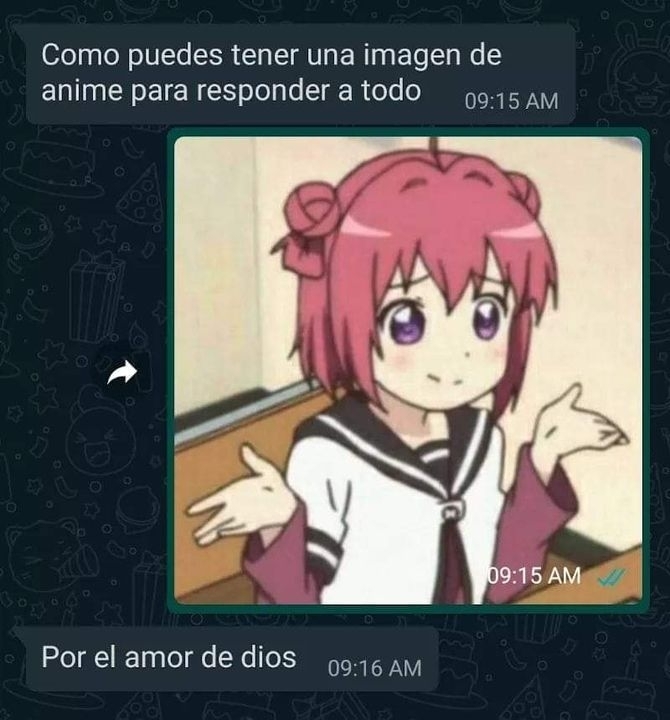 Como puedes tener una imagen de
anime para responder a todo
09:15 AM
09:15 AM
Por el amor de dios
09:16 AM